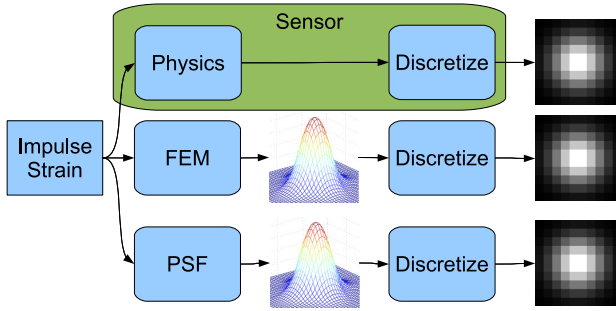 Sensor
Physics
Discretize
Impulse
Strain
FEM
Discretize
PSF
Discretize